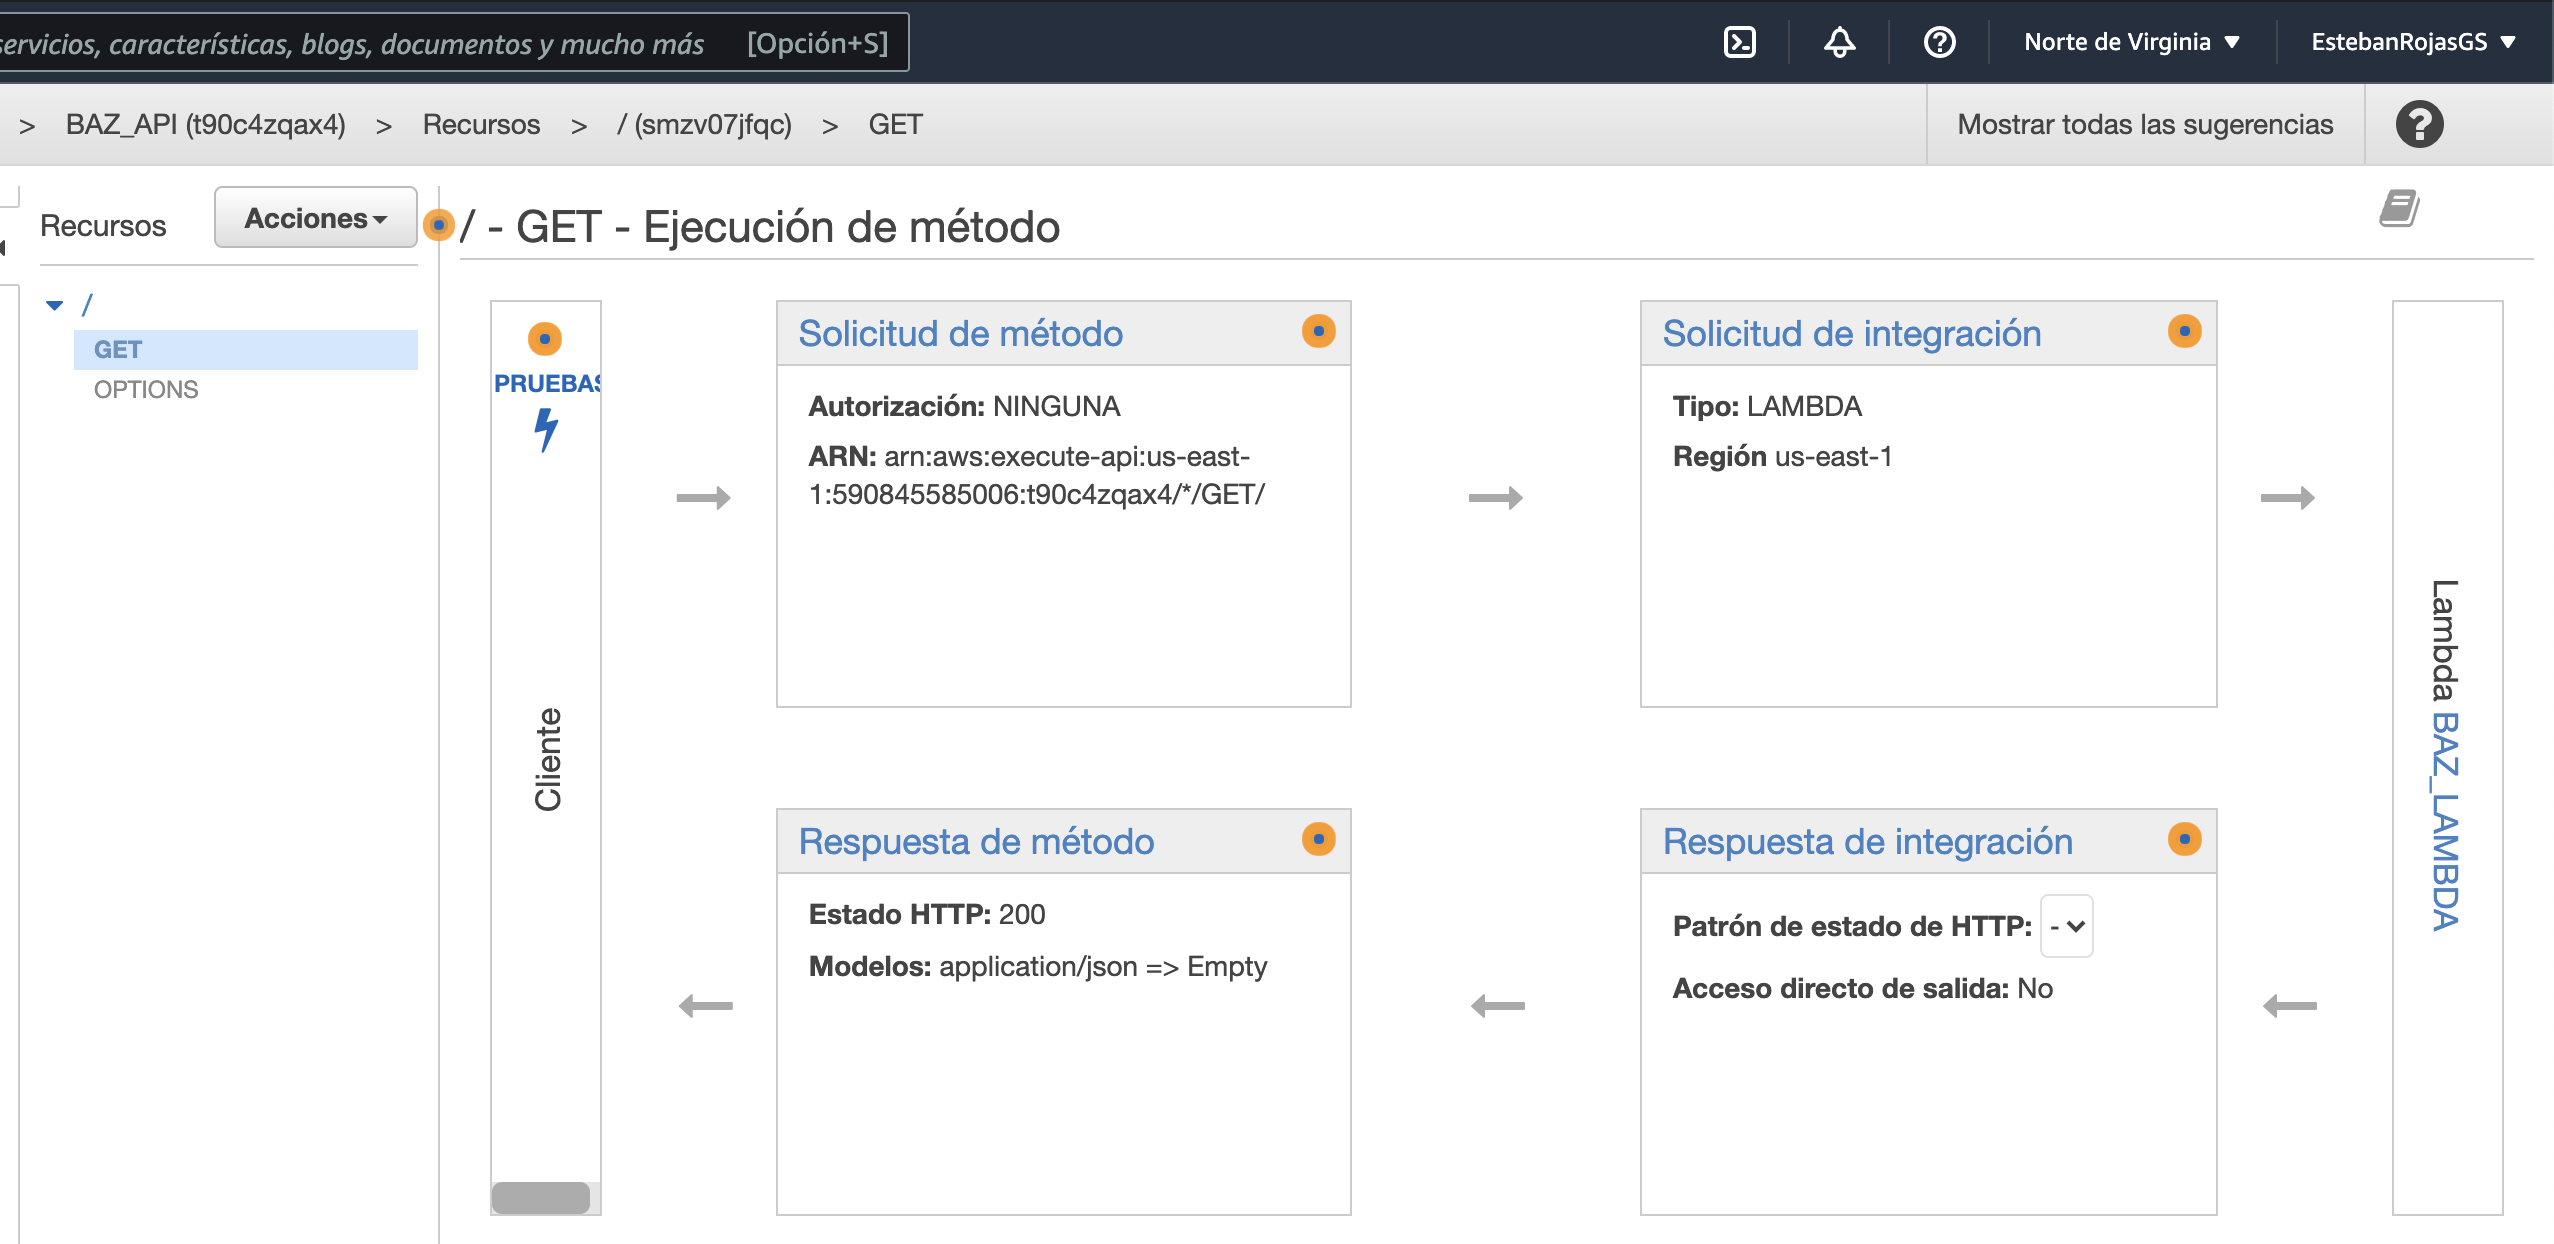 servicios, características, blogs, documentos y mucho más [Opción+S] Norte de Virginia ▼ EstebanRojasGS ▼
> BAZ_API (t90c4zqax4) > Recursos > / (smzv07jfqc) > GET Mostrar todas las sugerencias
Recursos Acciones / - GET - Ejecución de método
/
GET
OPTIONS
PRUEBAS
Cliente
Solicitud de método
Autorización: NINGUNA
ARN: arn:aws:execute-api:us-east-
1:590845585006:t90c4zqax4/*/GET/
Solicitud de integración
Tipo: LAMBDA
Región us-east-1
Lambda BAZ_LAMBDA
Respuesta de método
Estado HTTP: 200
Modelos: application/json => Empty
Respuesta de integración
Patrón de estado de HTTP: -
Acceso directo de salida: No